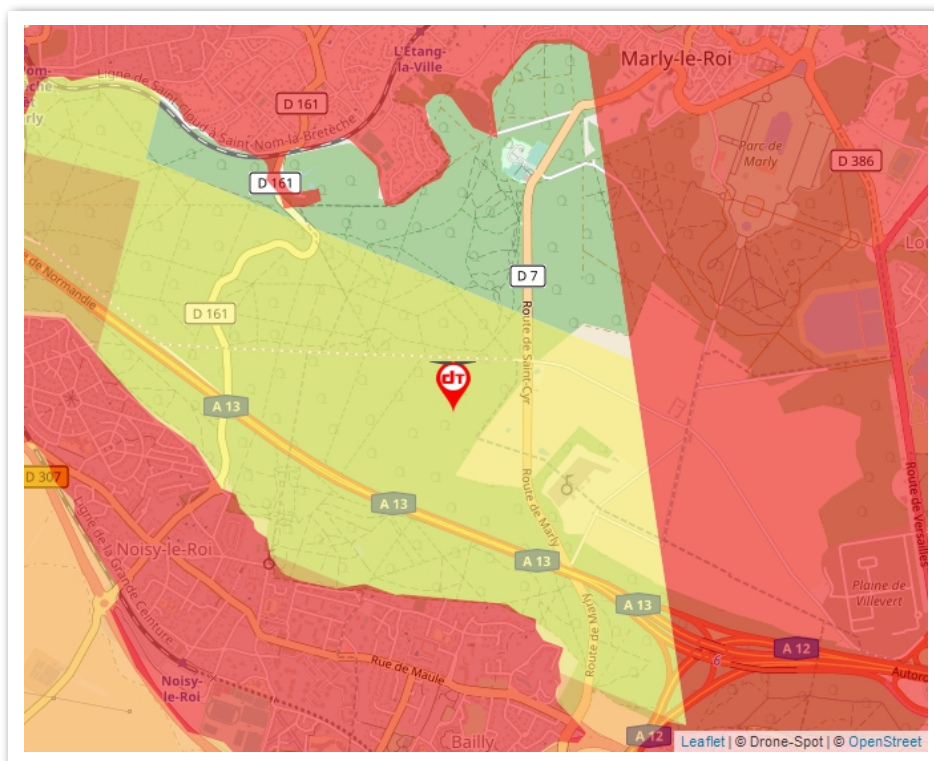 L'Étang-
la-Ville
Marly-le-Roi
Ligne de Saint-Cloud à Saint-Nom-la-Bretèche
D 161
Parc de
Marly
D 386
D 161
D 7
Route de Saint-Cyr
D 161
de Normandie
dT
A 13
D 307
A 13
Route de Marly
Route de Versailles
Ligne de la Grande Ceinture
Noisy-le-Roi
A 13
Plaine de
Villevert
A 13
Route de Marly
A 12
6
Rue de Maule
Noisy-
le-Roi
Bailly
A 12
Leaflet | © Drone-Spot | © OpenStreet